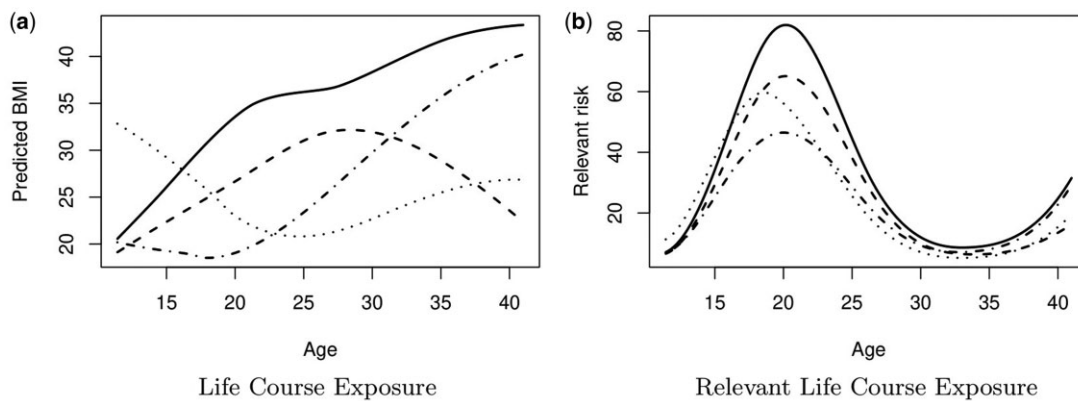 (a)
Predicted BMI
20 25 30 35 40
15 20 25 30 35 40
Age
Life Course Exposure
(b)
Relevant risk
20 40 60 80
15 20 25 30 35 40
Age
Relevant Life Course Exposure